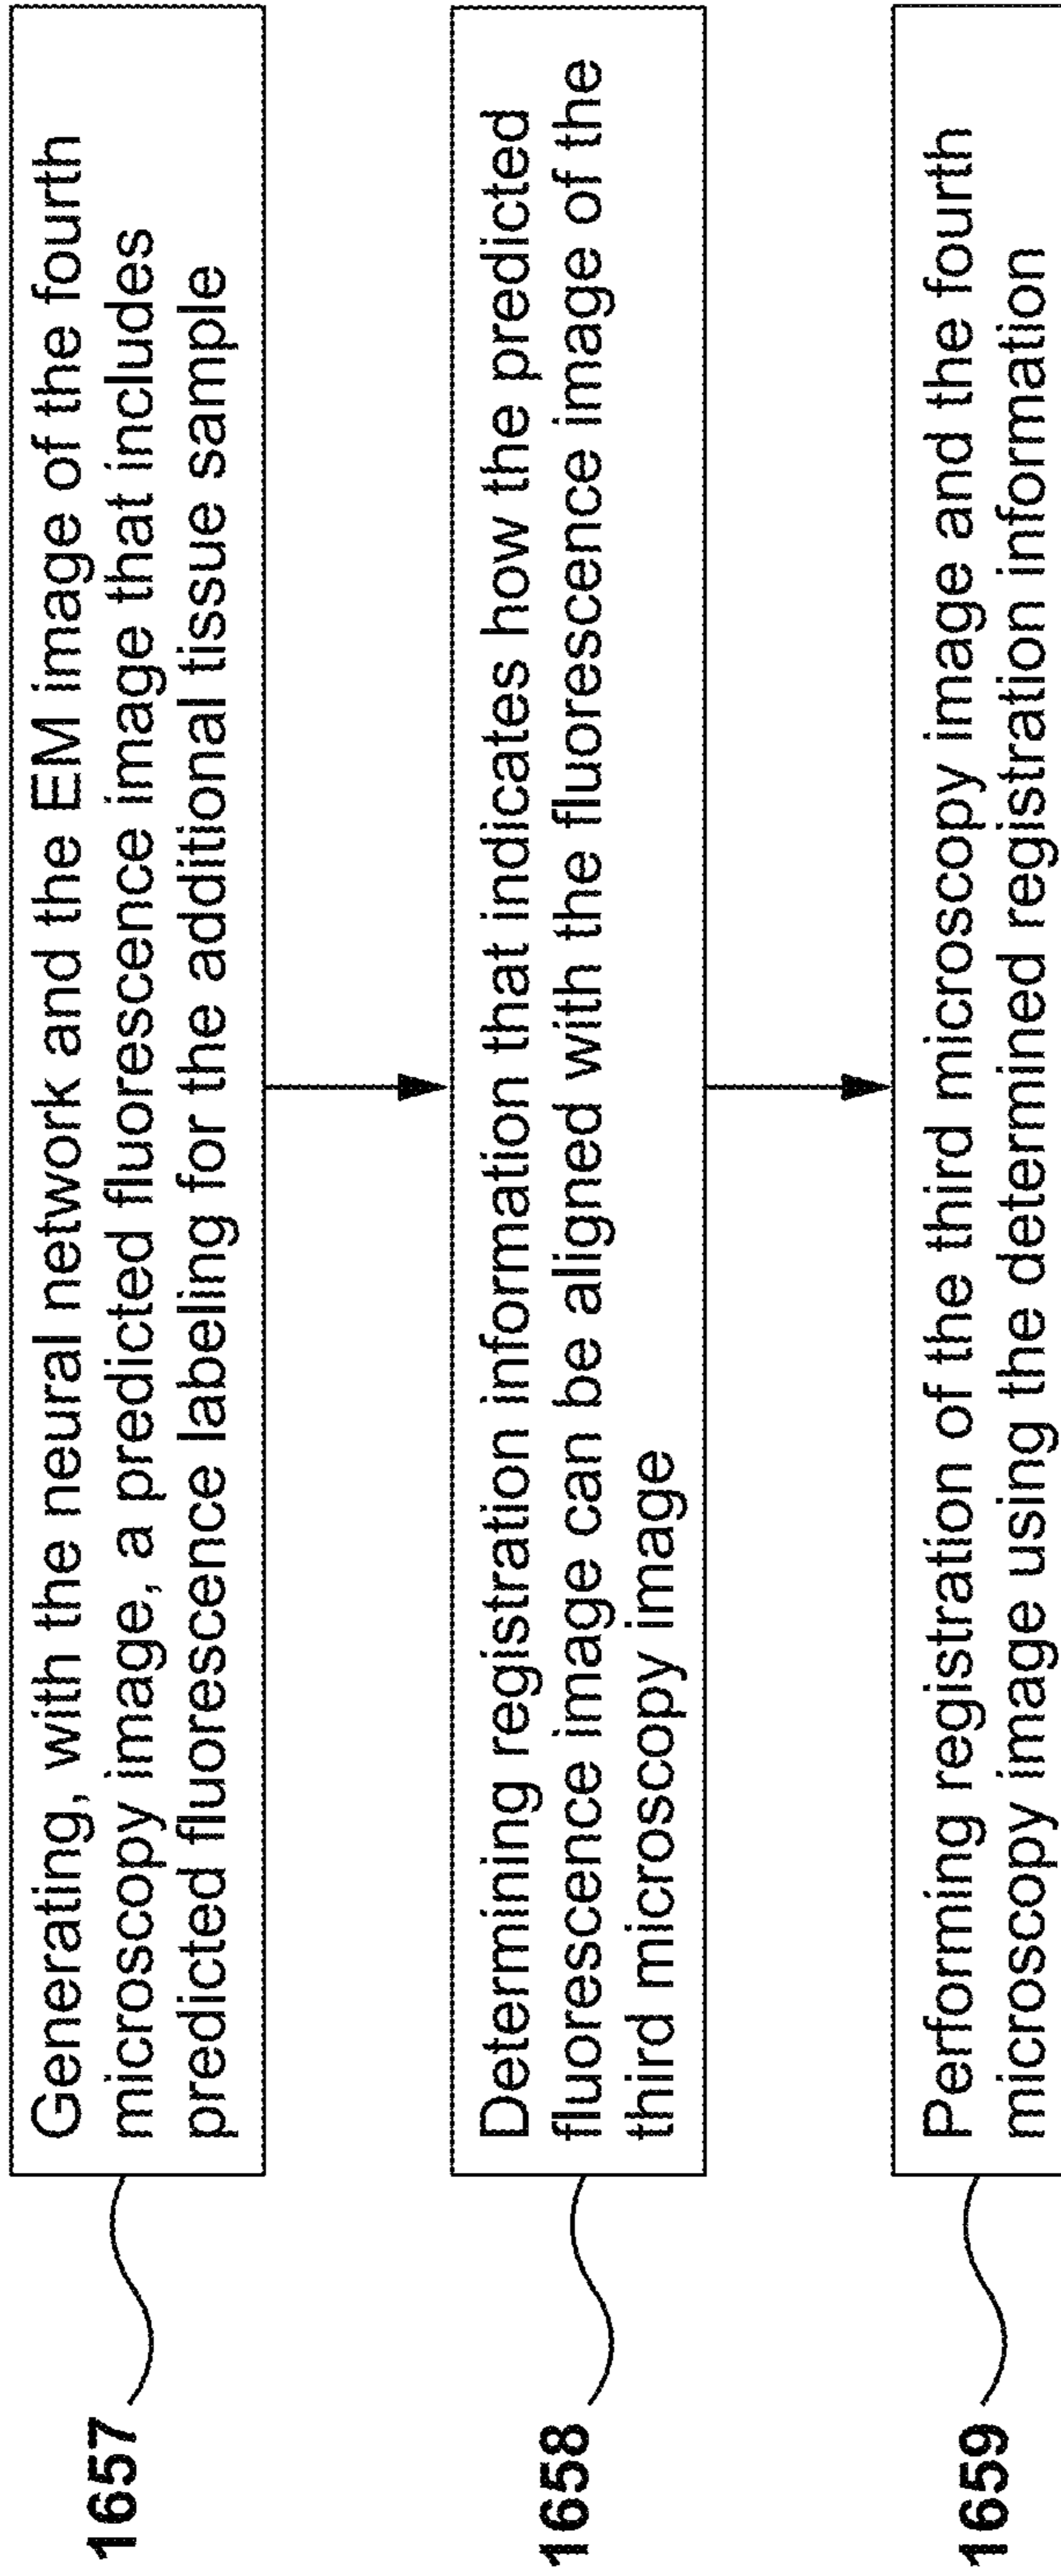 1657
Generating, with the neural network and the EM image of the fourth
microscopy image, a predicted fluorescence image that includes
predicted fluorescence labeling for the additional tissue sample
1658
Determining registration information that indicates how the predicted
fluorescence image can be aligned with the fluorescence image of the
third microscopy image
1659
Performing registration of the third microscopy image and the fourth
microscopy image using the determined registration information